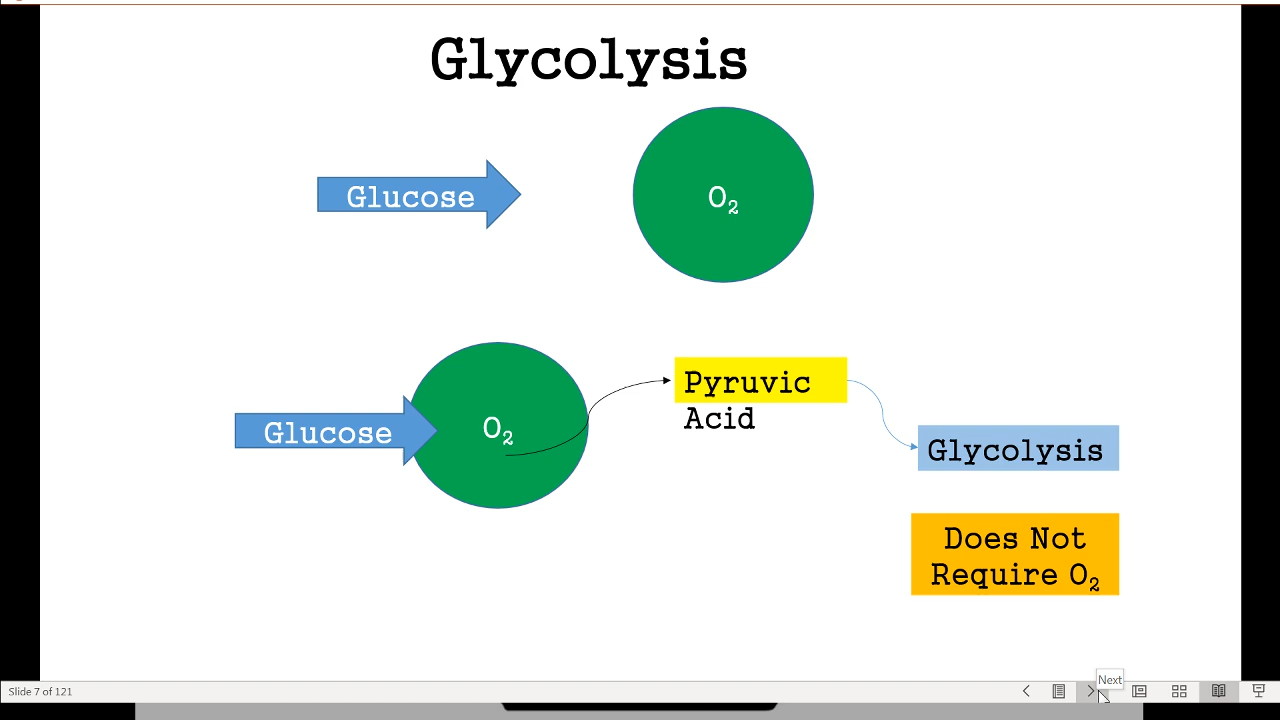 Glycolysis
Glucose
O₂
Glucose
O₂
Pyruvic
Acid
Glycolysis
Does Not
Require O₂
Next
Slide 7 of 121